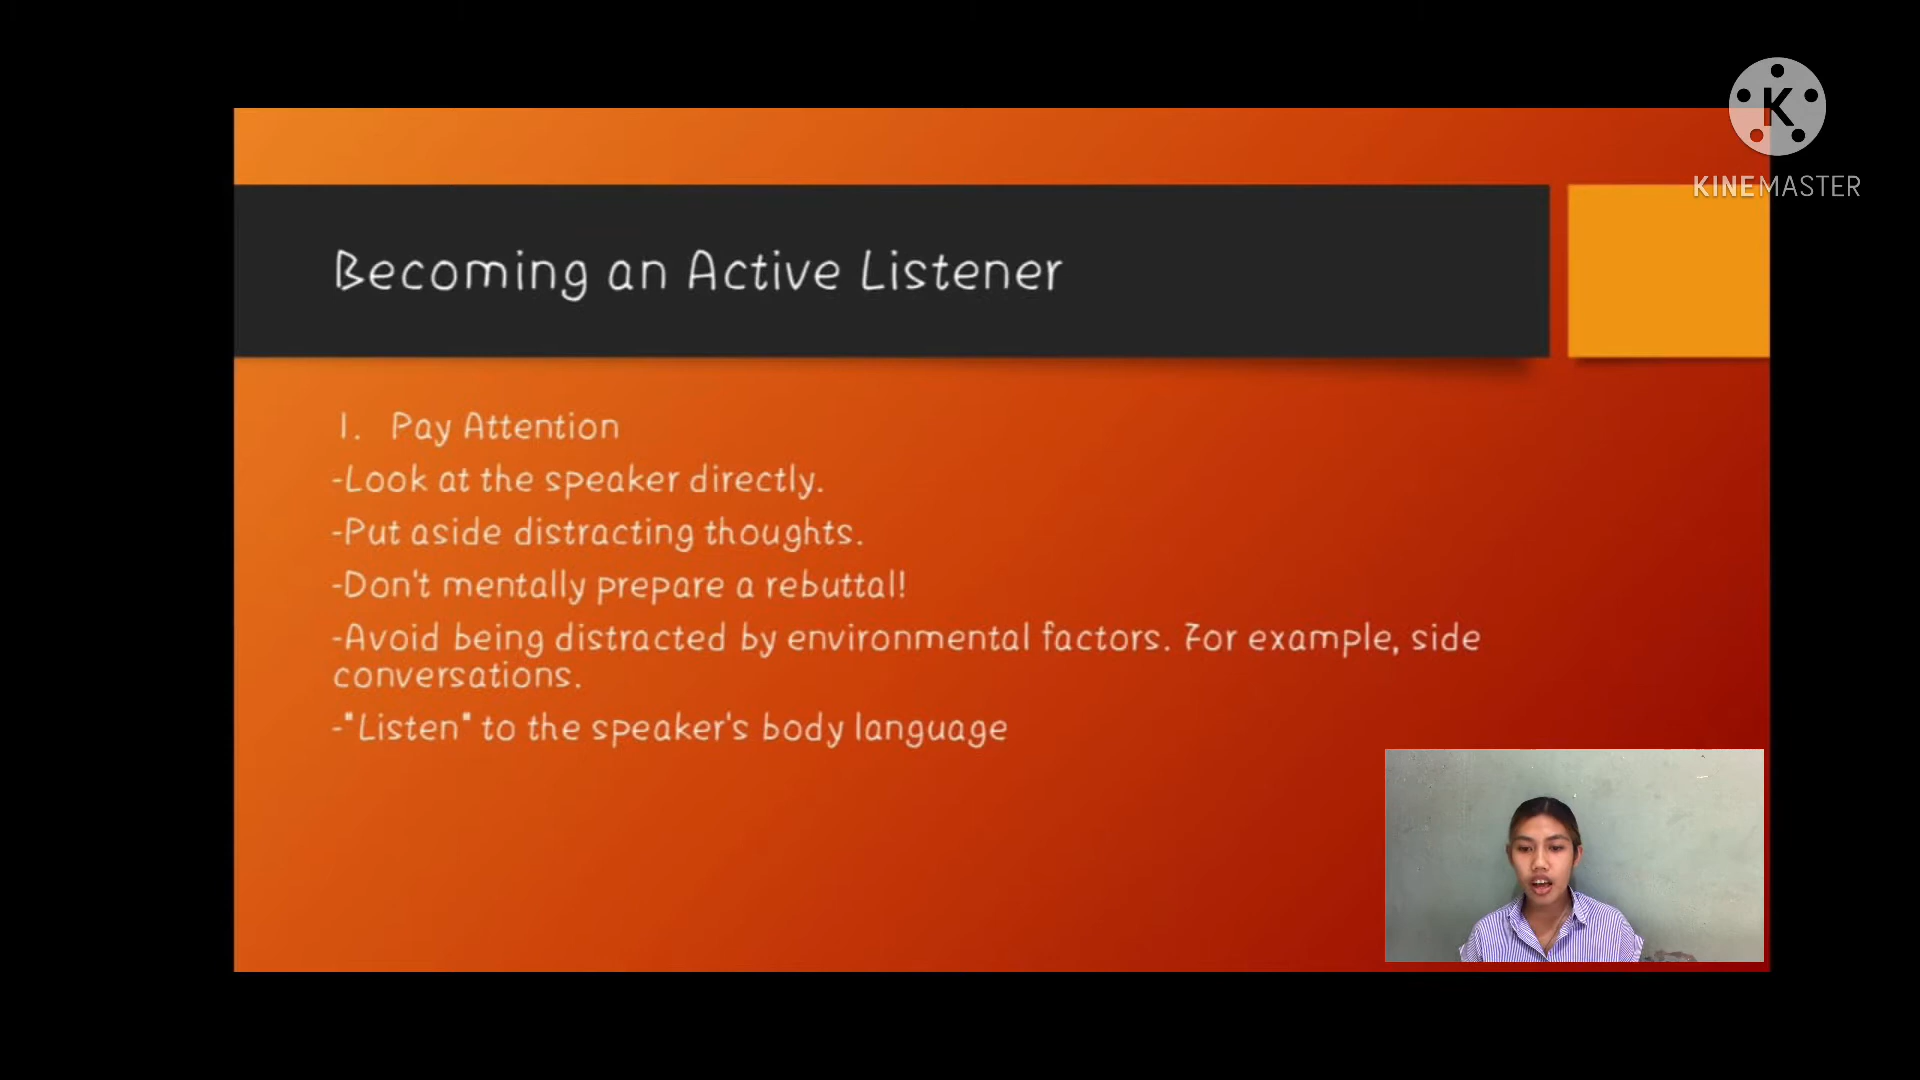 K
KINEMASTER
Becoming an Active Listener
1. Pay Attention
-Look at the speaker directly.
-Put aside distracting thoughts.
-Don't mentally prepare a rebuttal!
-Avoid being distracted by environmental factors. For example, side
conversations.
-"Listen" to the speaker's body language